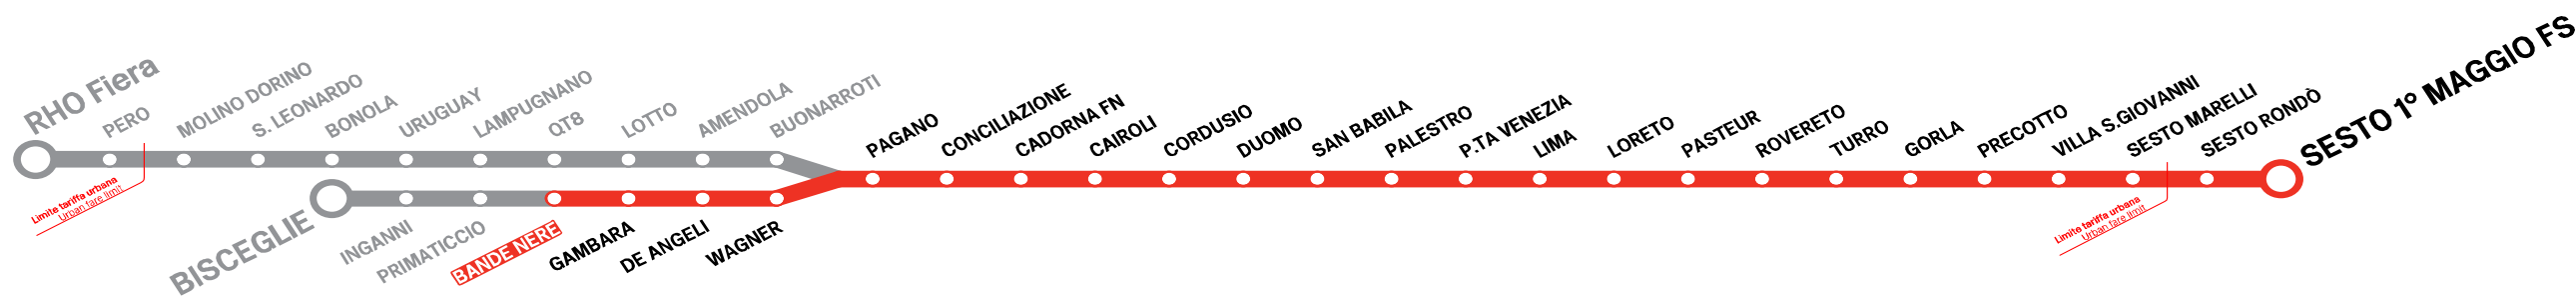 RHO Fiera
PERO
MOLINO DORINO
S. LEONARDO
BONOLA
URUGUAY
LAMPUGNANO
QT8
LOTTO
AMENDOLA
BUONARROTI
PAGANO
CONCILIAZIONE
CADORNA FN
CAIROLI
CORDUSIO
DUOMO
SAN BABILA
PALESTRO
P.TA VENEZIA
LIMA
LORETO
PASTEUR
ROVERETO
TURRO
GORLA
PRECOTTO
VILLA S.GIOVANNI
SESTO MARELLI
SESTO RONDÒ
SESTO 1° MAGGIO FS
Limite tariffa urbana
Urban fare limit
BISCEGLIE
INGANNI
PRIMATICCIO
BANDE NERE
GAMBARA
DE ANGELI
WAGNER
Limite tariffa urbana
Urban fare limit